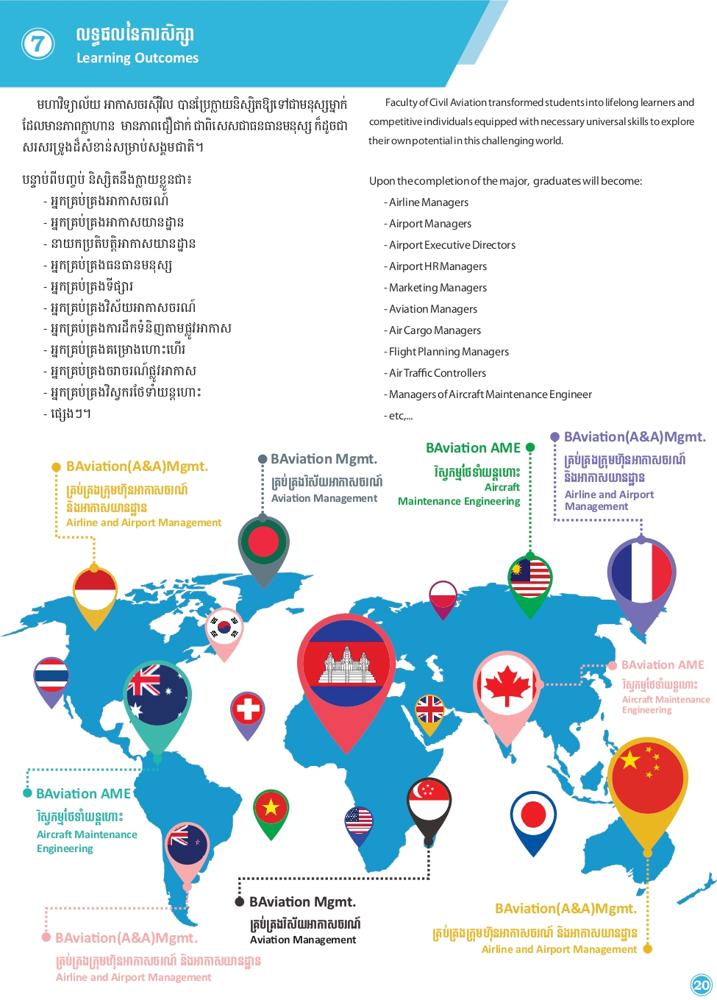 7
លទ្ធផលនៃការសិក្សា
Learning Outcomes
មហាវិទ្យាល័យ អាកាសចរស៊ីវិល បានប្រែក្លាយនិស្សិតឱ្យទៅជាមនុស្សម្នាក់
ដែលមានភាពក្លាហាន មានភាពជឿជាក់ ជាពិសេសជាធនធានមនុស្ស ក៏ដូចជា
សរសរទ្រូងដ៏សំខាន់សម្រាប់សង្គមជាតិ។
បន្ទាប់ពីបញ្ចប់ និស្សិតនឹងក្លាយខ្លួនជា៖
- អ្នកគ្រប់គ្រងអាកាសចរណ៍
- អ្នកគ្រប់គ្រងអាកាសយានដ្ឋាន
- នាយកប្រតិបត្តិអាកាសយានដ្ឋាន
- អ្នកគ្រប់គ្រងធនធានមនុស្ស
- អ្នកគ្រប់គ្រងទីផ្សារ
- អ្នកគ្រប់គ្រងវិស័យអាកាសចរណ៍
- អ្នកគ្រប់គ្រងការដឹកទំនិញតាមផ្លូវអាកាស
- អ្នកគ្រប់គ្រងគម្រោងហោះហើរ
- អ្នកគ្រប់គ្រងចរាចរណ៍ផ្លូវអាកាស
- អ្នកគ្រប់គ្រងវិស្វករថែទាំយន្តហោះ
- ផ្សេងៗ។
Faculty of Civil Aviation transformed students into lifelong learners and
competitive individuals equipped with necessary universal skills to explore
their own potential in this challenging world.
Upon the completion of the major, graduates will become:
- Airline Managers
- Airport Managers
- Airport Executive Directors
- Airport HR Managers
- Marketing Managers
- Aviation Managers
- Air Cargo Managers
- Flight Planning Managers
- Air Traffic Controllers
- Managers of Aircraft Maintenance Engineer
- etc,...
BAviation(A&A)Mgmt.
គ្រប់គ្រងក្រុមហ៊ុនអាកាសចរណ៍
និងអាកាសយានដ្ឋាន
Airline and Airport Management
BAviation Mgmt.
គ្រប់គ្រងវិស័យអាកាសចរណ៍
Aviation Management
BAviation AME
វិស្វកម្មថែទាំយន្តហោះ
Aircraft
Maintenance Engineering
BAviation(A&A)Mgmt.
គ្រប់គ្រងក្រុមហ៊ុនអាកាសចរណ៍
និងអាកាសយានដ្ឋាន
Airline and Airport
Management
BAviation AME
វិស្វកម្មថែទាំយន្តហោះ
Aircraft Maintenance
Engineering
BAviation AME
វិស្វកម្មថែទាំយន្តហោះ
Aircraft Maintenance
Engineering
BAviation Mgmt.
គ្រប់គ្រងវិស័យអាកាសចរណ៍
Aviation Management
BAviation(A&A)Mgmt.
គ្រប់គ្រងក្រុមហ៊ុនអាកាសចរណ៍ និងអាកាសយានដ្ឋាន
Airline and Airport Management
BAviation(A&A)Mgmt.
គ្រប់គ្រងក្រុមហ៊ុនអាកាសចរណ៍ និងអាកាសយានដ្ឋាន
Airline and Airport Management
20